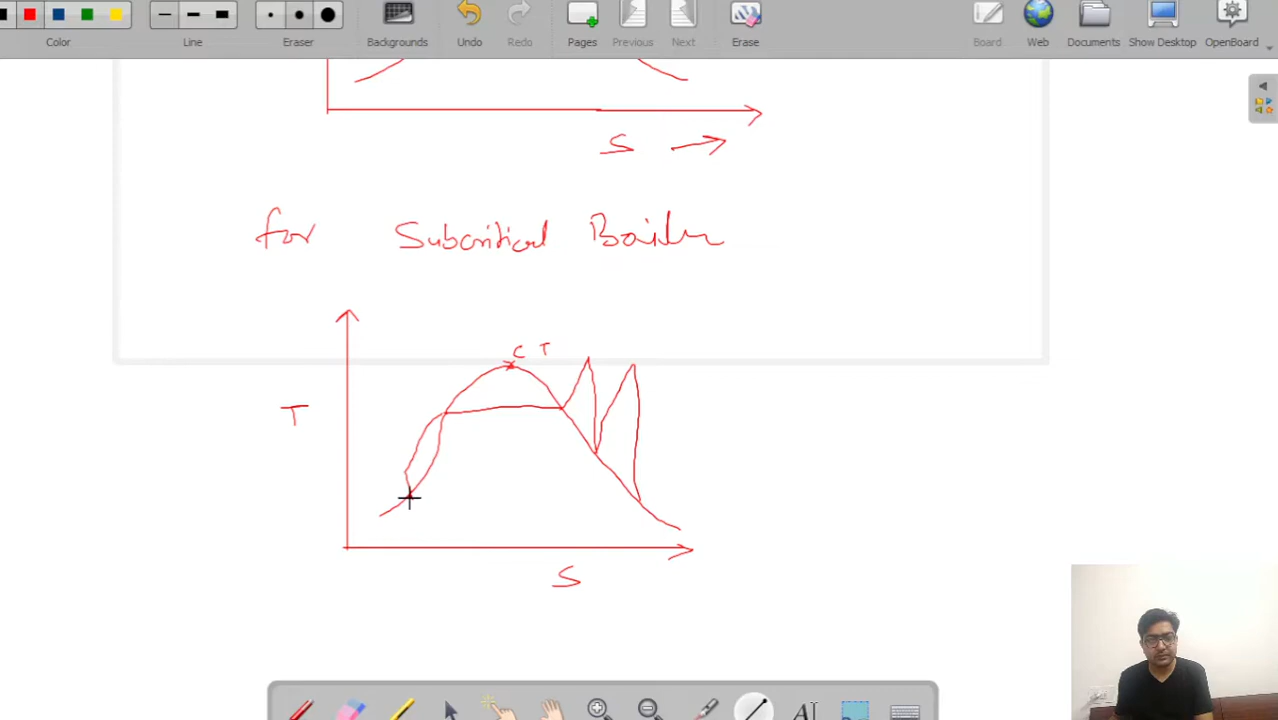 Color
Line
Eraser
Backgrounds
Undo
Redo
Pages
Previous
Next
Erase
Board
Web
Documents
Show Desktop
OpenBoard
S
for Subcritical Boiler
C T
T
S